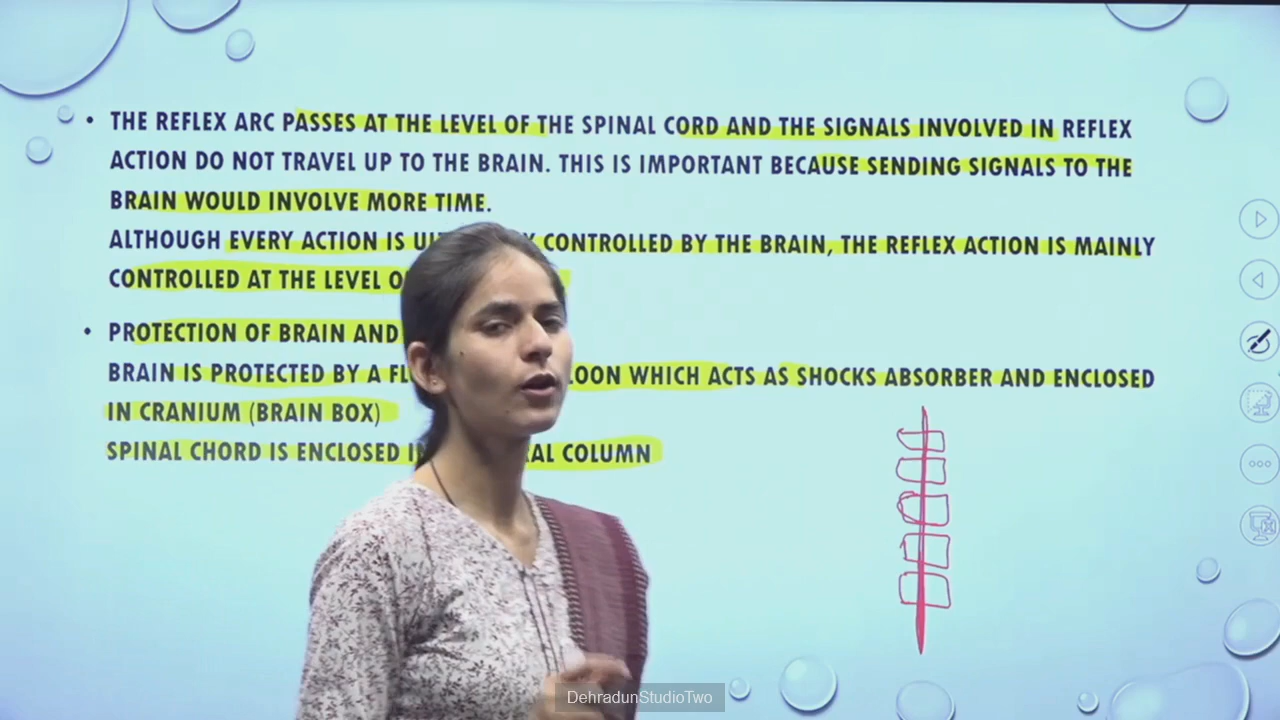 • THE REFLEX ARC PASSES AT THE LEVEL OF THE SPINAL CORD AND THE SIGNALS INVOLVED IN REFLEX
ACTION DO NOT TRAVEL UP TO THE BRAIN. THIS IS IMPORTANT BECAUSE SENDING SIGNALS TO THE
BRAIN WOULD INVOLVE MORE TIME.
ALTHOUGH EVERY ACTION IS CONTROLLED BY THE BRAIN, THE REFLEX ACTION IS MAINLY
CONTROLLED AT THE LEVEL
• PROTECTION OF BRAIN AND
BRAIN IS PROTECTED BY A WHICH ACTS AS SHOCKS ABSORBER AND ENCLOSED
IN CRANIUM (BRAIN BOX)
SPINAL CHORD IS ENCLOSED COLUMN
DehradunStudioTwo